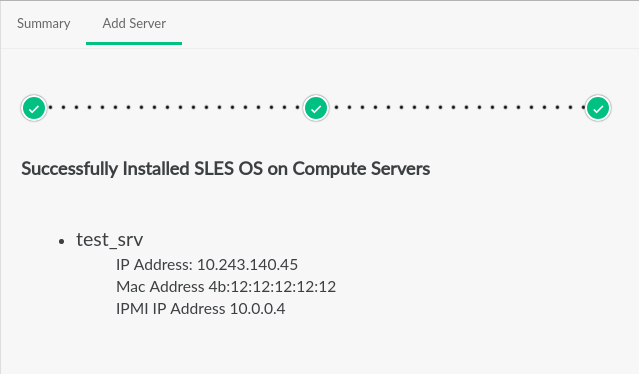 Summary Add Server
Successfully Installed SLES OS on Compute Servers
test_srv
IP Address: 10.243.140.45
Mac Address 4b:12:12:12:12:12
IPMI IP Address 10.0.0.4